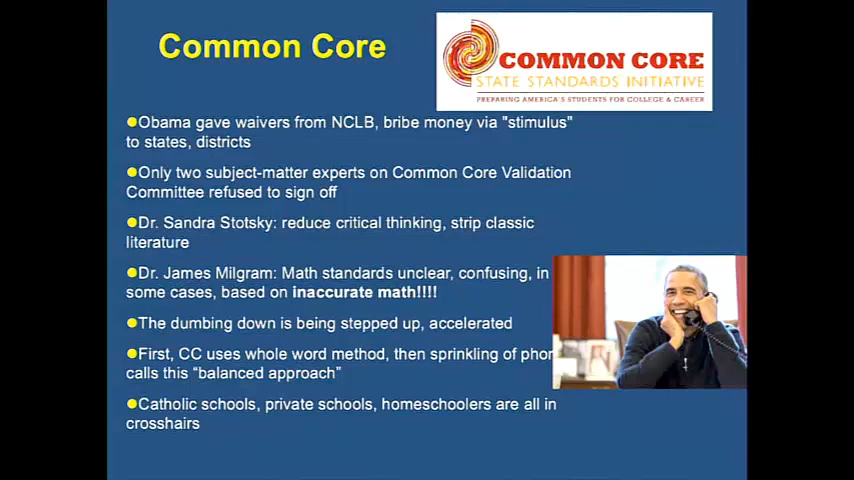 Common Core
COMMON CORE
STATE STANDARDS INITIATIVE
PREPARING AMERICA'S STUDENTS FOR COLLEGE & CAREER
Obama gave waivers from NCLB, bribe money via "stimulus"
to states, districts
Only two subject-matter experts on Common Core Validation
Committee refused to sign off
Dr. Sandra Stotsky: reduce critical thinking, strip classic
literature
Dr. James Milgram: Math standards unclear, confusing, in
some cases, based on inaccurate math!!!!
The dumbing down is being stepped up, accelerated
First, CC uses whole word method, then sprinkling of
calls this “balanced approach”
Catholic schools, private schools, homeschoolers are all in
crosshairs